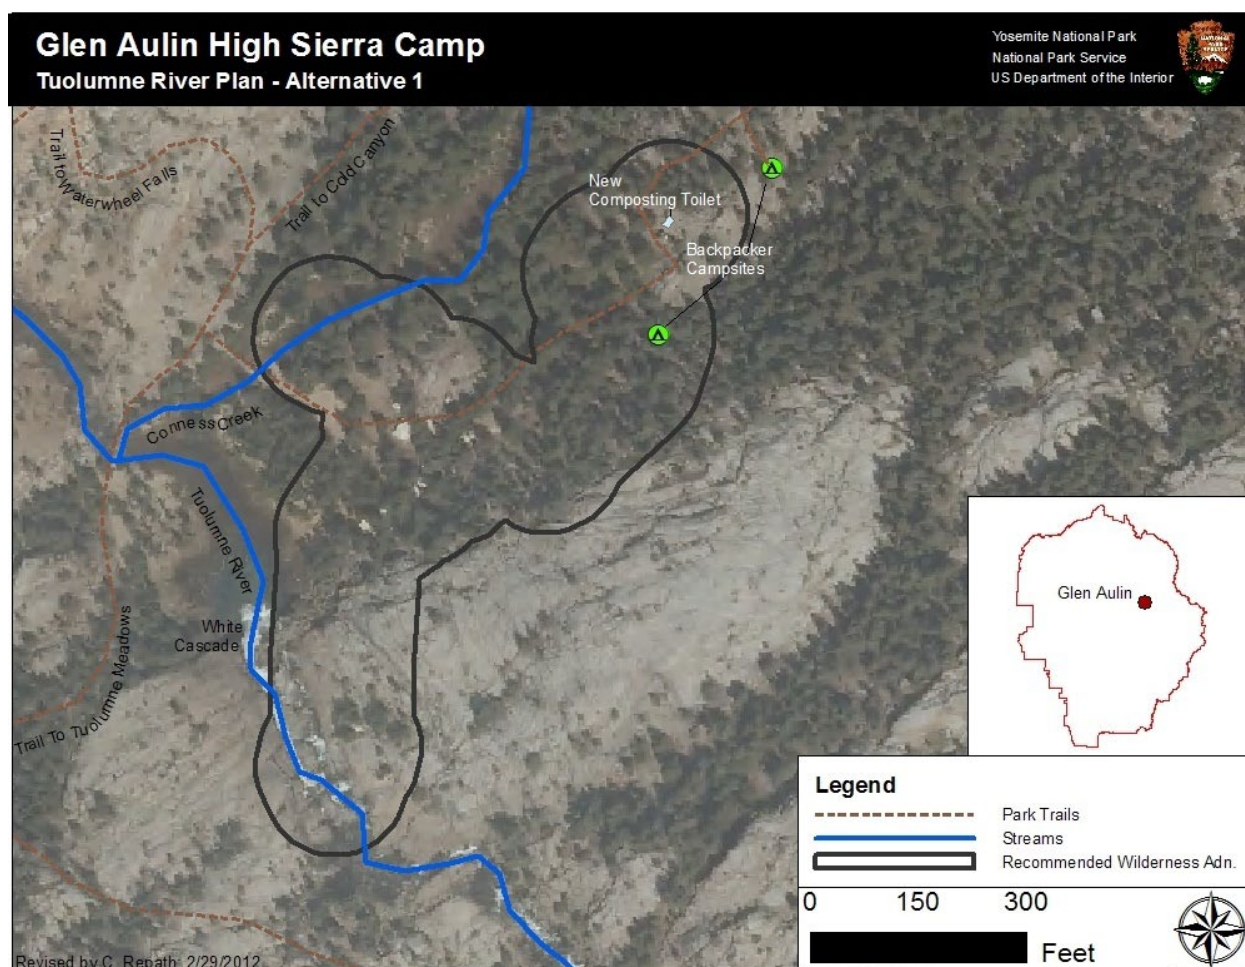 Glen Aulin High Sierra Camp
Tuolumne River Plan - Alternative 1
Yosemite National Park
National Park Service
US Department of the Interior
NATIONAL
PARK
SERVICE
Trail to Waterwheel Falls
Trail to Cold Canyon
New
Composting Toilet
Backpacker
Campsites
Conness Creek
Tuolumne River
White
Cascade
Trail To Tuolumne Meadows
Glen Aulin
Legend
Park Trails
Streams
Recommended Wilderness Adn.
0 150 300
Feet
Revised by C. Repath: 2/29/2012